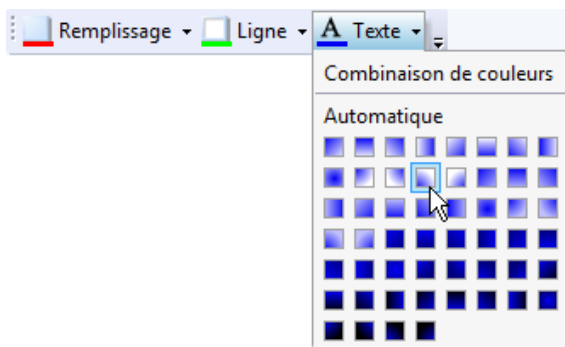 Remplissage Ligne A Texte
Combinaison de couleurs
Automatique